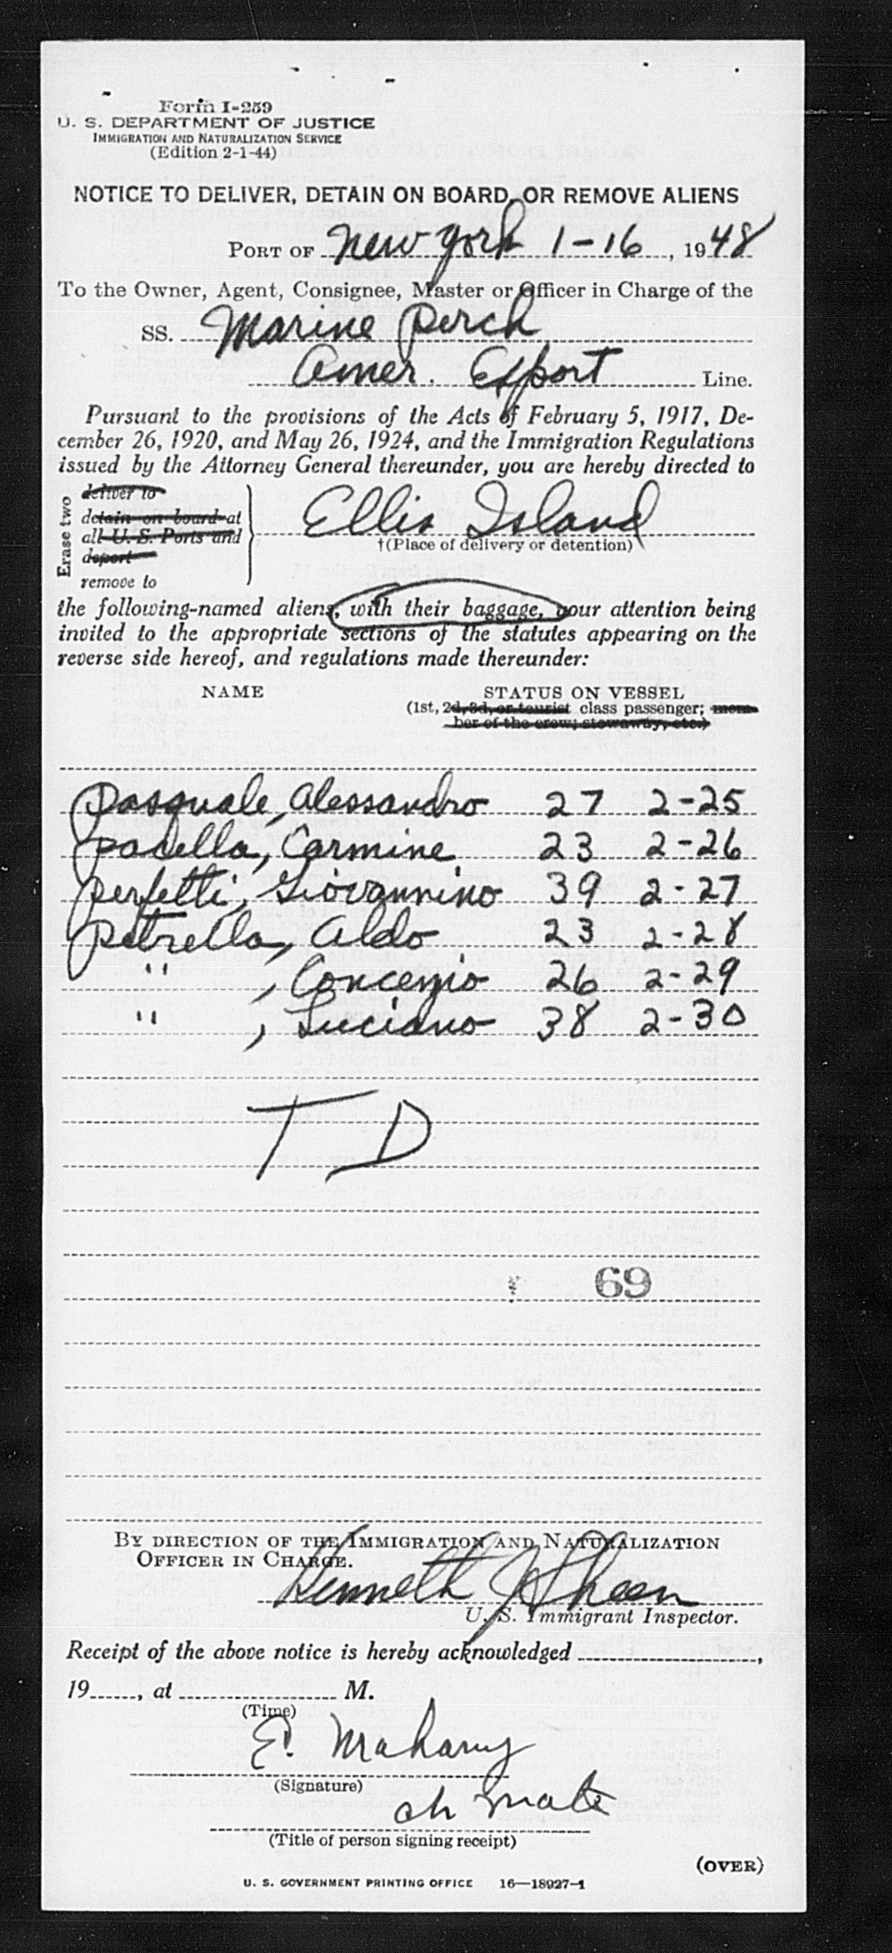 Form I-259
U. S. DEPARTMENT OF JUSTICE
IMMIGRATION AND NATURALIZATION SERVICE
(Edition 2-1-44)
NOTICE TO DELIVER, DETAIN ON BOARD, OR REMOVE ALIENS
PORT OF New York 1-16, 1948
To the Owner, Agent, Consignee, Master or Officer in Charge of the
SS. Marine Perch
Amer. Export Line.
Pursuant to the provisions of the Acts of February 5, 1917, De-
cember 26, 1920, and May 26, 1924, and the Immigration Regulations
issued by the Attorney General thereunder, you are hereby directed to
Erase two
deliver to
detain on board at
all U. S. Ports and
deport
remove to
Ellis Island
†(Place of delivery or detention)
the following-named aliens, with their baggage, your attention being
invited to the appropriate sections of the statutes appearing on the
reverse side hereof, and regulations made thereunder:
NAME STATUS ON VESSEL
(1st, 2d, 3d, or tourist class passenger; mem-
ber of the crew; stowaway, etc.)
Pasquale, Alessandro 27 2-25
Padella, Carmine 23 2-26
Perfetti, Giovannino 39 2-27
Petrella, Aldo 23 2-28
" , Concezio 26 2-29
" , Luciano 38 2-30
T D
69
BY DIRECTION OF THE IMMIGRATION AND NATURALIZATION
OFFICER IN CHARGE.
Kenneth J Sheen
U. S. Immigrant Inspector.
Receipt of the above notice is hereby acknowledged ,
19 , at M.
(Time)
E. Maharry
(Signature)
ch mate
(Title of person signing receipt)
(OVER)
U. S. GOVERNMENT PRINTING OFFICE 16—18927-1